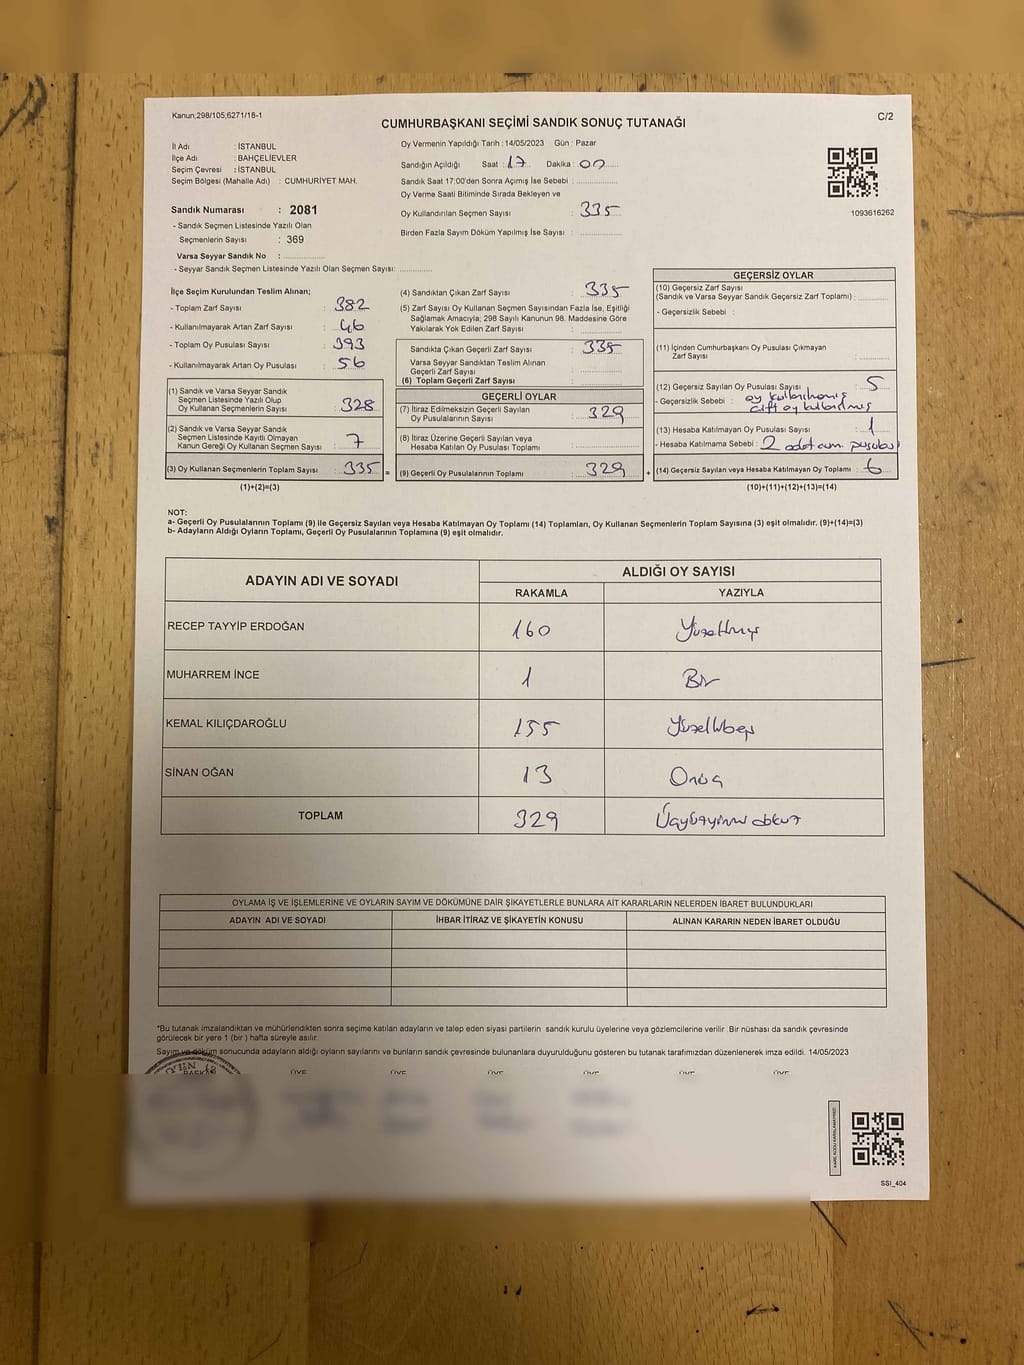 Kanun;298/105,6271/18-1
C/2
CUMHURBAŞKANI SEÇİMİ SANDIK SONUÇ TUTANAĞI
İl Adı : İSTANBUL
İlçe Adı : BAHÇELİEVLER
Seçim Çevresi : İSTANBUL
Seçim Bölgesi (Mahalle Adı) : CUMHURİYET MAH.
Sandık Numarası : 2081
- Sandık Seçmen Listesinde Yazılı Olan
Seçmenlerin Sayısı : 369
Varsa Seyyar Sandık No :
- Seyyar Sandık Seçmen Listesinde Yazılı Olan Seçmen Sayısı:
Oy Vermenin Yapıldığı Tarih : 14/05/2023 Gün : Pazar
Sandığın Açıldığı Saat : 17 Dakika : 00
Sandık Saat 17:00'den Sonra Açımış İse Sebebi :
Oy Verme Saati Bitiminde Sırada Bekleyen ve
Oy Kullandırılan Seçmen Sayısı : 335
Birden Fazla Sayım Döküm Yapılmış İse Sayısı :
1093616262
İlçe Seçim Kurulundan Teslim Alınan;
- Toplam Zarf Sayısı : 382
- Kullanılmayarak Artan Zarf Sayısı : 46
- Toplam Oy Pusulası Sayısı : 393
- Kullanılmayarak Artan Oy Pusulası : 56
(1) Sandık ve Varsa Seyyar Sandık
Seçmen Listesinde Yazılı Olup
Oy Kullanan Seçmenlerin Sayısı : 328
(2) Sandık ve Varsa Seyyar Sandık
Seçmen Listesinde Kayıtlı Olmayan
Kanun Gereği Oy Kullanan Seçmen Sayısı : 7
(3) Oy Kullanan Seçmenlerin Toplam Sayısı : 335
(1)+(2)=(3)
(4) Sandıktan Çıkan Zarf Sayısı : 335
(5) Zarf Sayısı Oy Kullanan Seçmen Sayısından Fazla İse, Eşitliği
Sağlamak Amacıyla; 298 Sayılı Kanunun 98. Maddesine Göre
Yakılarak Yok Edilen Zarf Sayısı :
Sandıkta Çıkan Geçerli Zarf Sayısı : 335
Varsa Seyyar Sandıktan Teslim Alınan
Geçerli Zarf Sayısı :
(6) Toplam Geçerli Zarf Sayısı :
GEÇERLİ OYLAR
(7) İtiraz Edilmeksizin Geçerli Sayılan
Oy Pusulalarının Sayısı : 329
(8) İtiraz Üzerine Geçerli Sayılan veya
Hesaba Katılan Oy Pusulası Toplamı :
= (9) Geçerli Oy Pusulalarının Toplamı : 329 +
GEÇERSİZ OYLAR
(10) Geçersiz Zarf Sayısı
(Sandık ve Varsa Seyyar Sandık Geçersiz Zarf Toplamı) :
- Geçersizlik Sebebi :
(11) İçinden Cumhurbaşkanı Oy Pusulası Çıkmayan
Zarf Sayısı :
(12) Geçersiz Sayılan Oy Pusulası Sayısı : 5
- Geçersizlik Sebebi : oy kullanılmamış
çift oy kullanılmış
(13) Hesaba Katılmayan Oy Pusulası Sayısı : 1
- Hesaba Katılmama Sebebi : 2 adet cum. pusulası
(14) Geçersiz Sayılan veya Hesaba Katılmayan Oy Toplamı : 6
(10)+(11)+(12)+(13)=(14)
NOT:
a- Geçerli Oy Pusulalarının Toplamı (9) ile Geçersiz Sayılan veya Hesaba Katılmayan Oy Toplamı (14) Toplamları, Oy Kullanan Seçmenlerin Toplam Sayısına (3) eşit olmalıdır. (9)+(14)=(3)
b- Adayların Aldığı Oyların Toplamı, Geçerli Oy Pusulalarının Toplamına (9) eşit olmalıdır.
ADAYIN ADI VE SOYADI
ALDIĞI OY SAYISI
RAKAMLA YAZIYLA
RECEP TAYYİP ERDOĞAN 160 Yüzaltmış
MUHARREM İNCE 1 Bir
KEMAL KILIÇDAROĞLU 155 Yüzellibeş
SİNAN OĞAN 13 Onüç
TOPLAM 329 Üçyüzyirmi dokuz
OYLAMA İŞ VE İŞLEMLERİNE VE OYLARIN SAYIM VE DÖKÜMÜNE DAİR ŞİKAYETLERLE BUNLARA AİT KARARLARIN NELERDEN İBARET BULUNDUKLARI
ADAYIN ADI VE SOYADI İHBAR İTİRAZ VE ŞİKAYETİN KONUSU ALINAN KARARIN NEDEN İBARET OLDUĞU
*Bu tutanak imzalandıktan ve mühürlendikten sonra seçime katılan adayların ve talep eden siyasi partilerin sandık kurulu üyelerine veya gözlemcilerine verilir. Bir nüshası da sandık çevresinde
görülecek bir yere 1 (bir ) hafta süreyle asılır.
Sayım ve döküm sonucunda adayların aldığı oyların sayılarını ve bunların sandık çevresinde bulunanlara duyurulduğunu gösteren bu tutanak tarafımızdan düzenlenerek imza edildi. 14/05/2023
ÜYE ÜYE ÜYE ÜYE ÜYE ÜYE
SSI_404